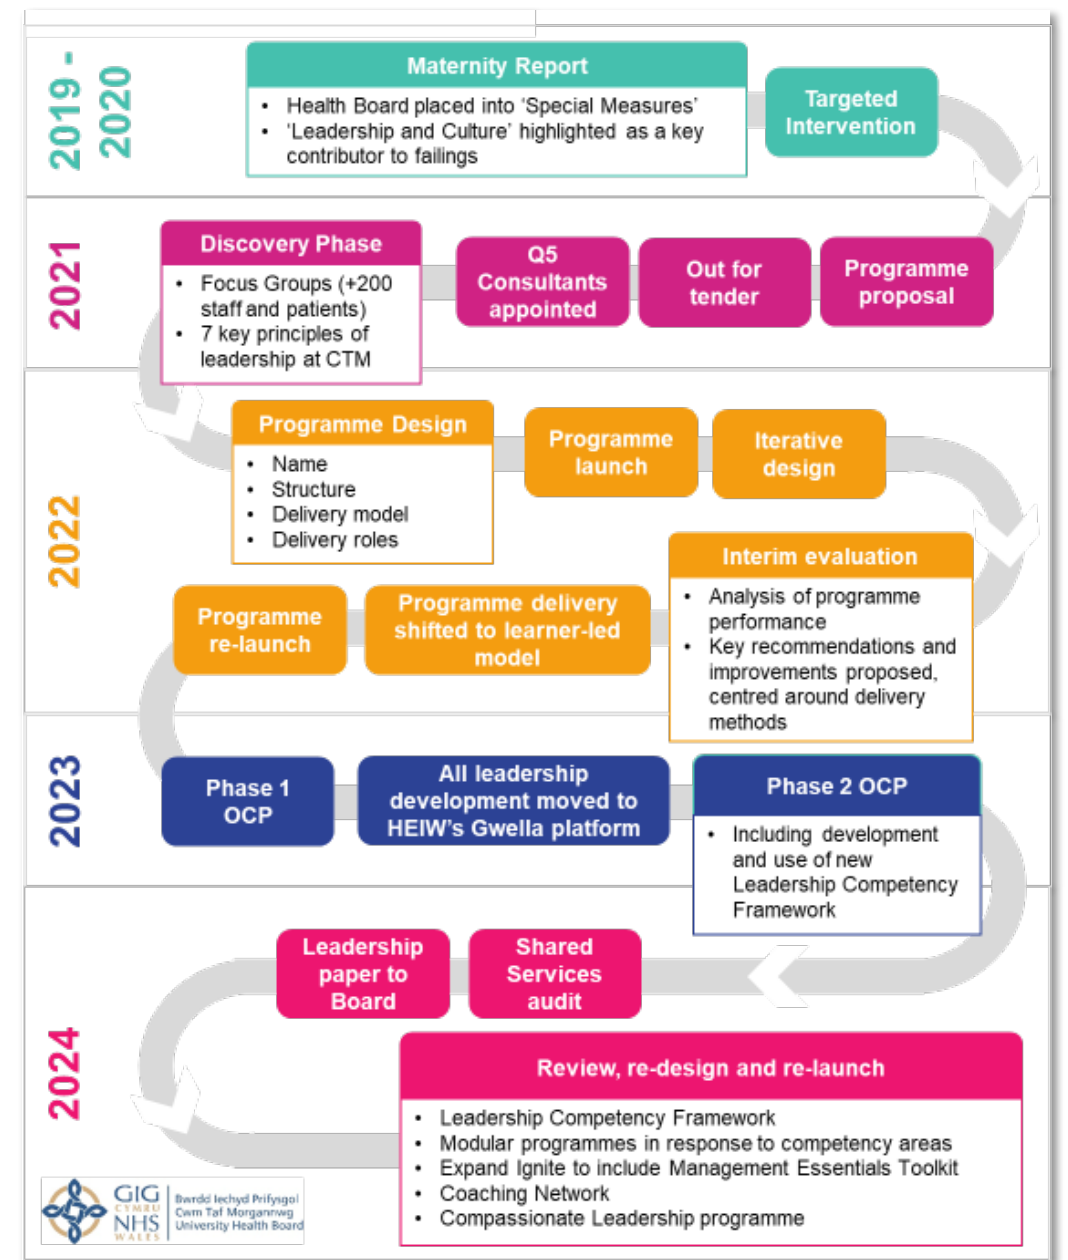 2019 -
2020
Maternity Report
• Health Board placed into ‘Special Measures’
• ‘Leadership and Culture’ highlighted as a key
contributor to failings
Targeted
Intervention
2021
Programme
proposal
Out for
tender
Q5
Consultants
appointed
Discovery Phase
• Focus Groups (+200
staff and patients)
• 7 key principles of
leadership at CTM
2022
Programme Design
• Name
• Structure
• Delivery model
• Delivery roles
Programme
launch
Iterative
design
Interim evaluation
• Analysis of programme
performance
• Key recommendations and
improvements proposed,
centred around delivery
methods
Programme delivery
shifted to learner-led
model
Programme
re-launch
2023
Phase 1
OCP
All leadership
development moved to
HEIW’s Gwella platform
Phase 2 OCP
• Including development
and use of new
Leadership Competency
Framework
2024
Shared
Services
audit
Leadership
paper to
Board
Review, re-design and re-launch
• Leadership Competency Framework
• Modular programmes in response to competency areas
• Expand Ignite to include Management Essentials Toolkit
• Coaching Network
• Compassionate Leadership programme
GIG
CYMRU
NHS
WALES
Bwrdd Iechyd Prifysgol
Cwm Taf Morgannwg
University Health Board